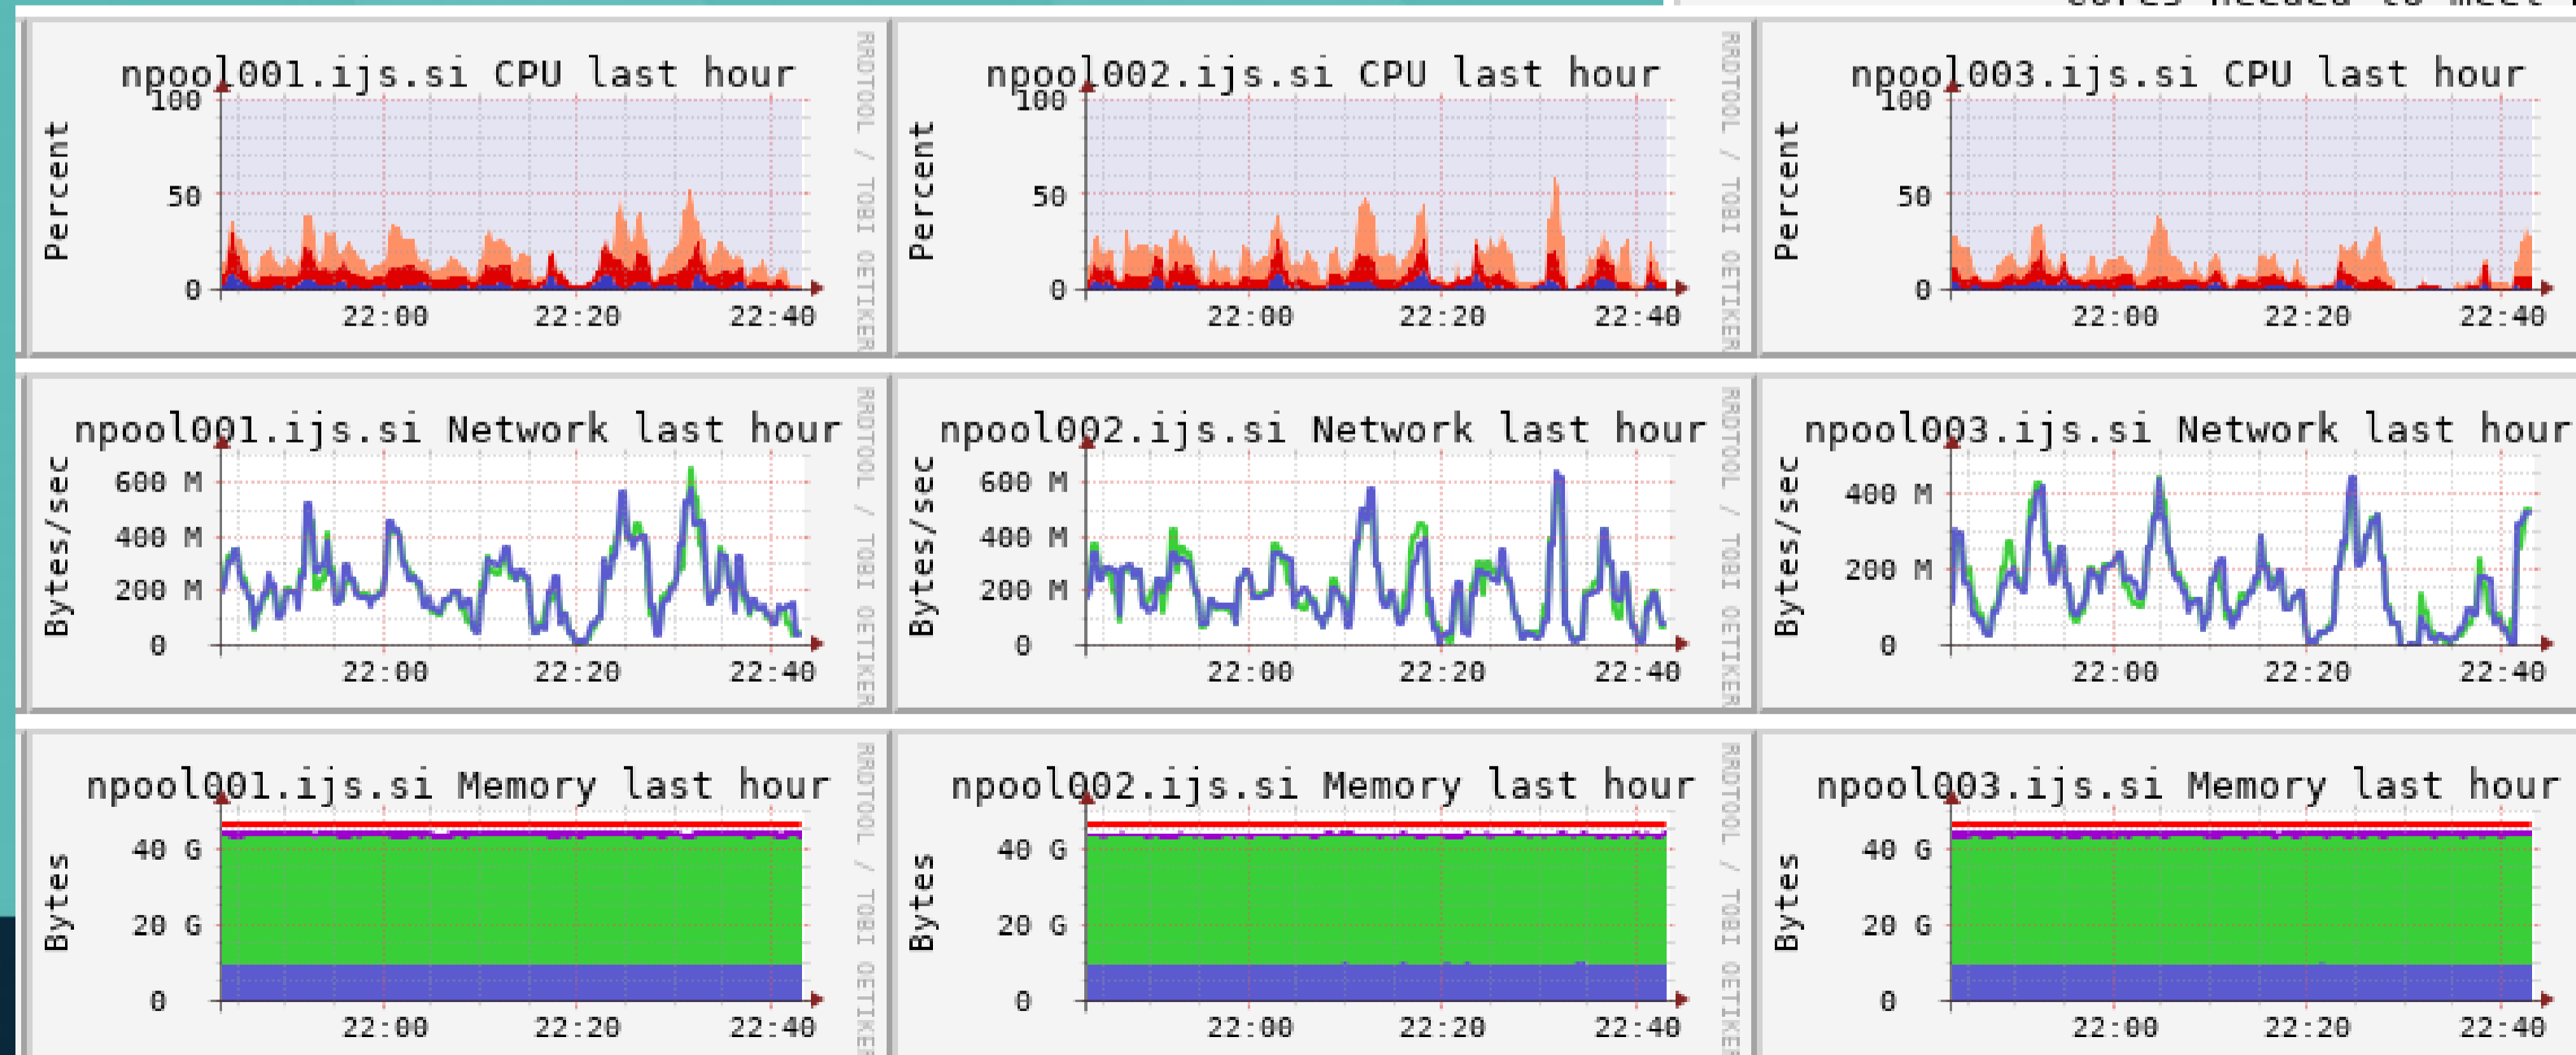 npool001.ijs.si CPU last hour
Percent
100
50
0
22:00 22:20 22:40
RRDTOOL / TOBI OETIKER
npool002.ijs.si CPU last hour
Percent
100
50
0
22:00 22:20 22:40
RRDTOOL / TOBI OETIKER
npool003.ijs.si CPU last hour
Percent
100
50
0
22:00 22:20 22:40
npool001.ijs.si Network last hour
Bytes/sec
600 M
400 M
200 M
0
22:00 22:20 22:40
RRDTOOL / TOBI OETIKER
npool002.ijs.si Network last hour
Bytes/sec
600 M
400 M
200 M
0
22:00 22:20 22:40
RRDTOOL / TOBI OETIKER
npool003.ijs.si Network last hour
Bytes/sec
400 M
200 M
0
22:00 22:20 22:40
npool001.ijs.si Memory last hour
Bytes
40 G
20 G
0
22:00 22:20 22:40
RRDTOOL / TOBI OETIKER
npool002.ijs.si Memory last hour
Bytes
40 G
20 G
0
22:00 22:20 22:40
RRDTOOL / TOBI OETIKER
npool003.ijs.si Memory last hour
Bytes
40 G
20 G
0
22:00 22:20 22:40